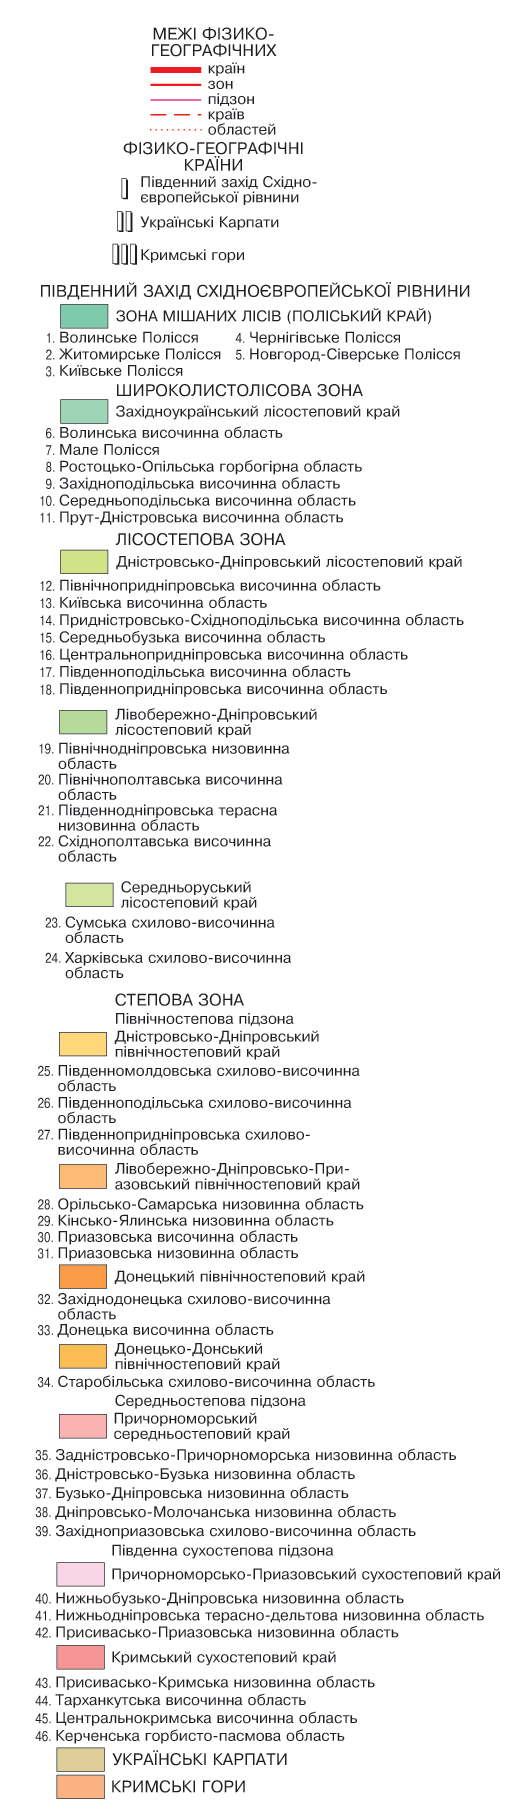 МЕЖІ ФІЗИКО-
ГЕОГРАФІЧНИХ
країн
зон
підзон
країв
областей
ФІЗИКО-ГЕОГРАФІЧНІ
КРАЇНИ
Південний захід Східно-
європейської рівнини
Українські Карпати
Кримські гори
ПІВДЕННИЙ ЗАХІД СХІДНОЄВРОПЕЙСЬКОЇ РІВНИНИ
ЗОНА МІШАНИХ ЛІСІВ (ПОЛІСЬКИЙ КРАЙ)
1. Волинське Полісся 4. Чернігівське Полісся
2. Житомирське Полісся 5. Новгород-Сіверське Полісся
3. Київське Полісся
ШИРОКОЛИСТОЛІСОВА ЗОНА
Західноукраїнський лісостеповий край
6. Волинська височинна область
7. Мале Полісся
8. Ростоцько-Опільська горбогірна область
9. Західноподільська височинна область
10. Середньоподільська височинна область
11. Прут-Дністровська височинна область
ЛІСОСТЕПОВА ЗОНА
Дністровсько-Дніпровський лісостеповий край
12. Північнопридніпровська височинна область
13. Київська височинна область
14. Придністровсько-Східноподільська височинна область
15. Середньобузька височинна область
16. Центральнопридніпровська височинна область
17. Південноподільська височинна область
18. Південнопридніпровська височинна область
Лівобережно-Дніпровський
лісостеповий край
19. Північнодніпровська низовинна
область
20. Північнополтавська височинна
область
21. Південнодніпровська терасна
низовинна область
22. Східнополтавська височинна
область
Середньоруський
лісостеповий край
23. Сумська схилово-височинна
область
24. Харківська схилово-височинна
область
СТЕПОВА ЗОНА
Північностепова підзона
Дністровсько-Дніпровський
північностеповий край
25. Південномолдовська схилово-височинна
область
26. Південноподільська схилово-височинна
область
27. Південнопридніпровська схилово-
височинна область
Лівобережно-Дніпровсько-При-
азовський північностеповий край
28. Орільсько-Самарська низовинна область
29. Кінсько-Ялинська низовинна область
30. Приазовська височинна область
31. Приазовська низовинна область
Донецький північностеповий край
32. Західнодонецька схилово-височинна
область
33. Донецька височинна область
Донецько-Донський
північностеповий край
34. Старобільська схилово-височинна область
Середньостепова підзона
Причорноморський
середньостеповий край
35. Задністровсько-Причорноморська низовинна область
36. Дністровсько-Бузька низовинна область
37. Бузько-Дніпровська низовинна область
38. Дніпровсько-Молочанська низовинна область
39. Західноприазовська схилово-височинна область
Південна сухостепова підзона
Причорноморсько-Приазовський сухостеповий край
40. Нижньобузько-Дніпровська низовинна область
41. Нижньодніпровська терасно-дельтова низовинна область
42. Присивасько-Приазовська низовинна область
Кримський сухостеповий край
43. Присивасько-Кримська низовинна область
44. Тарханкутська височинна область
45. Центральнокримська височинна область
46. Керченська горбисто-пасмова область
УКРАЇНСЬКІ КАРПАТИ
КРИМСЬКІ ГОРИ